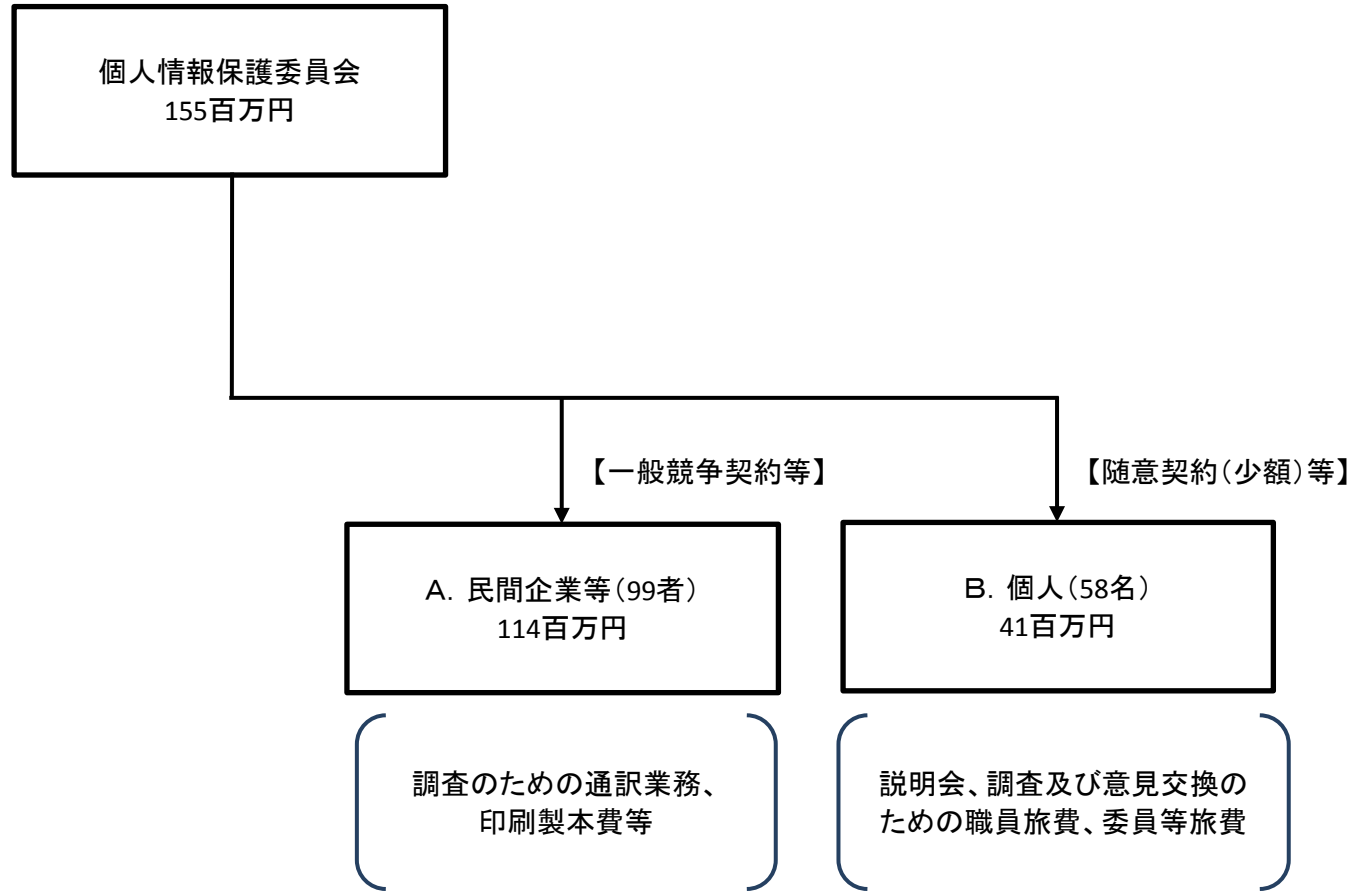 個人情報保護委員会
155百万円
【一般競争契約等】
【随意契約（少額）等】
A．民間企業等（99者）
114百万円
B．個人（58名）
41百万円
調査のための通訳業務、
印刷製本費等
説明会、調査及び意見交換の
ための職員旅費、委員等旅費